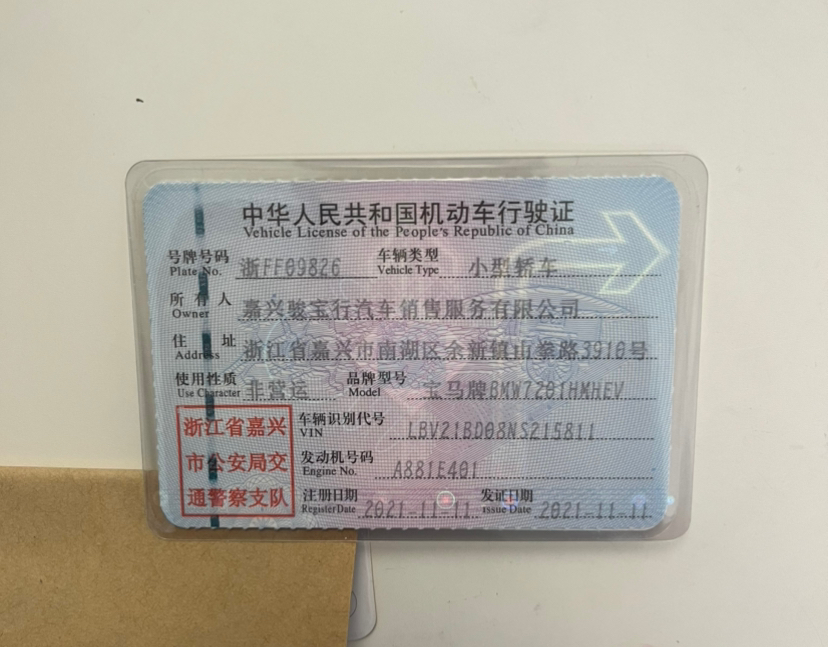 中华人民共和国机动车行驶证
Vehicle License of the People's Republic of China
号牌号码 浙FF09826 车辆类型 小型轿车
Plate No. Vehicle Type
所有人 嘉兴骏宝行汽车销售服务有限公司
Owner
住址 浙江省嘉兴市南湖区余新镇山拳路3910号
Address
使用性质 非营运 品牌型号 宝马牌BMW7201HMHEV
Use Character Model
浙江省嘉兴
市公安局交
通警察支队
车辆识别代号 LBV21BD08NS215811
VIN
发动机号码 A881E401
Engine No.
注册日期 2021-11-11 发证日期 2021-11-11
Register Date Issue Date